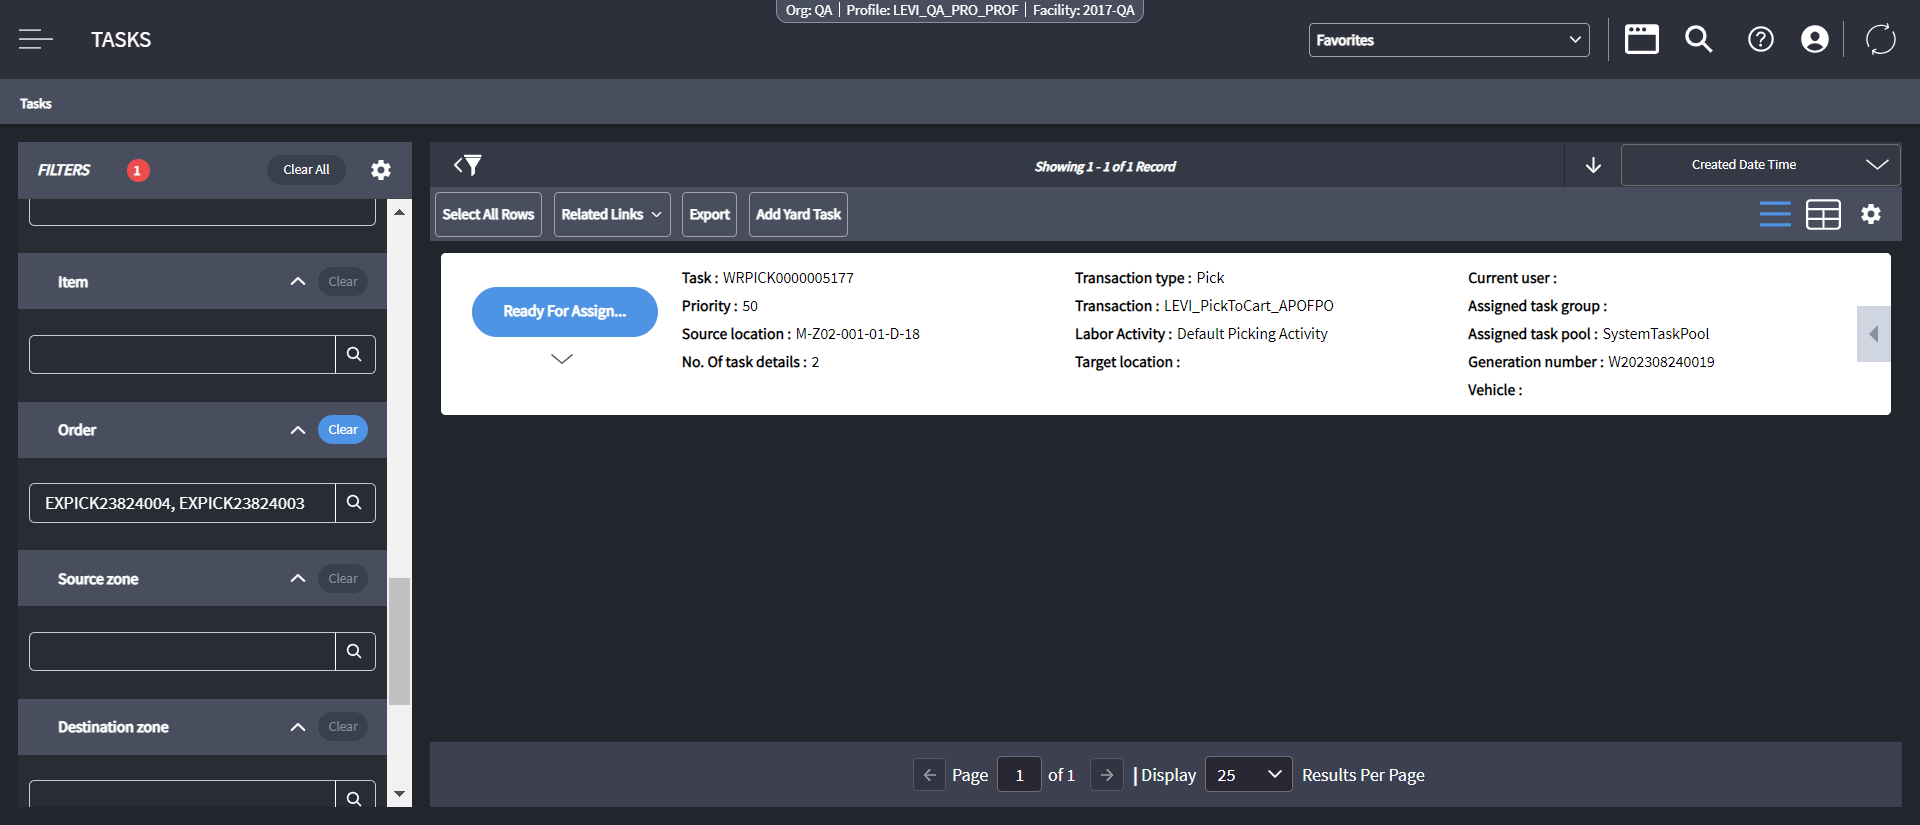 Org: QA | Profile: LEVI_QA_PRO_PROF | Facility: 2017-QA
TASKS
Favorites
Tasks
FILTERS 1 Clear All
Item Clear
Order Clear
EXPICK23824004, EXPICK23824003
Source zone Clear
Destination zone Clear
Showing 1 - 1 of 1 Record
Created Date Time
Select All Rows Related Links Export Add Yard Task
Ready For Assign...
Task : WRPICK0000005177
Priority : 50
Source location : M-Z02-001-01-D-18
No. Of task details : 2
Transaction type : Pick
Transaction : LEVI_PickToCart_APOFPO
Labor Activity : Default Picking Activity
Target location :
Current user :
Assigned task group :
Assigned task pool : SystemTaskPool
Generation number : W202308240019
Vehicle :
Page 1 of 1 | Display 25 Results Per Page